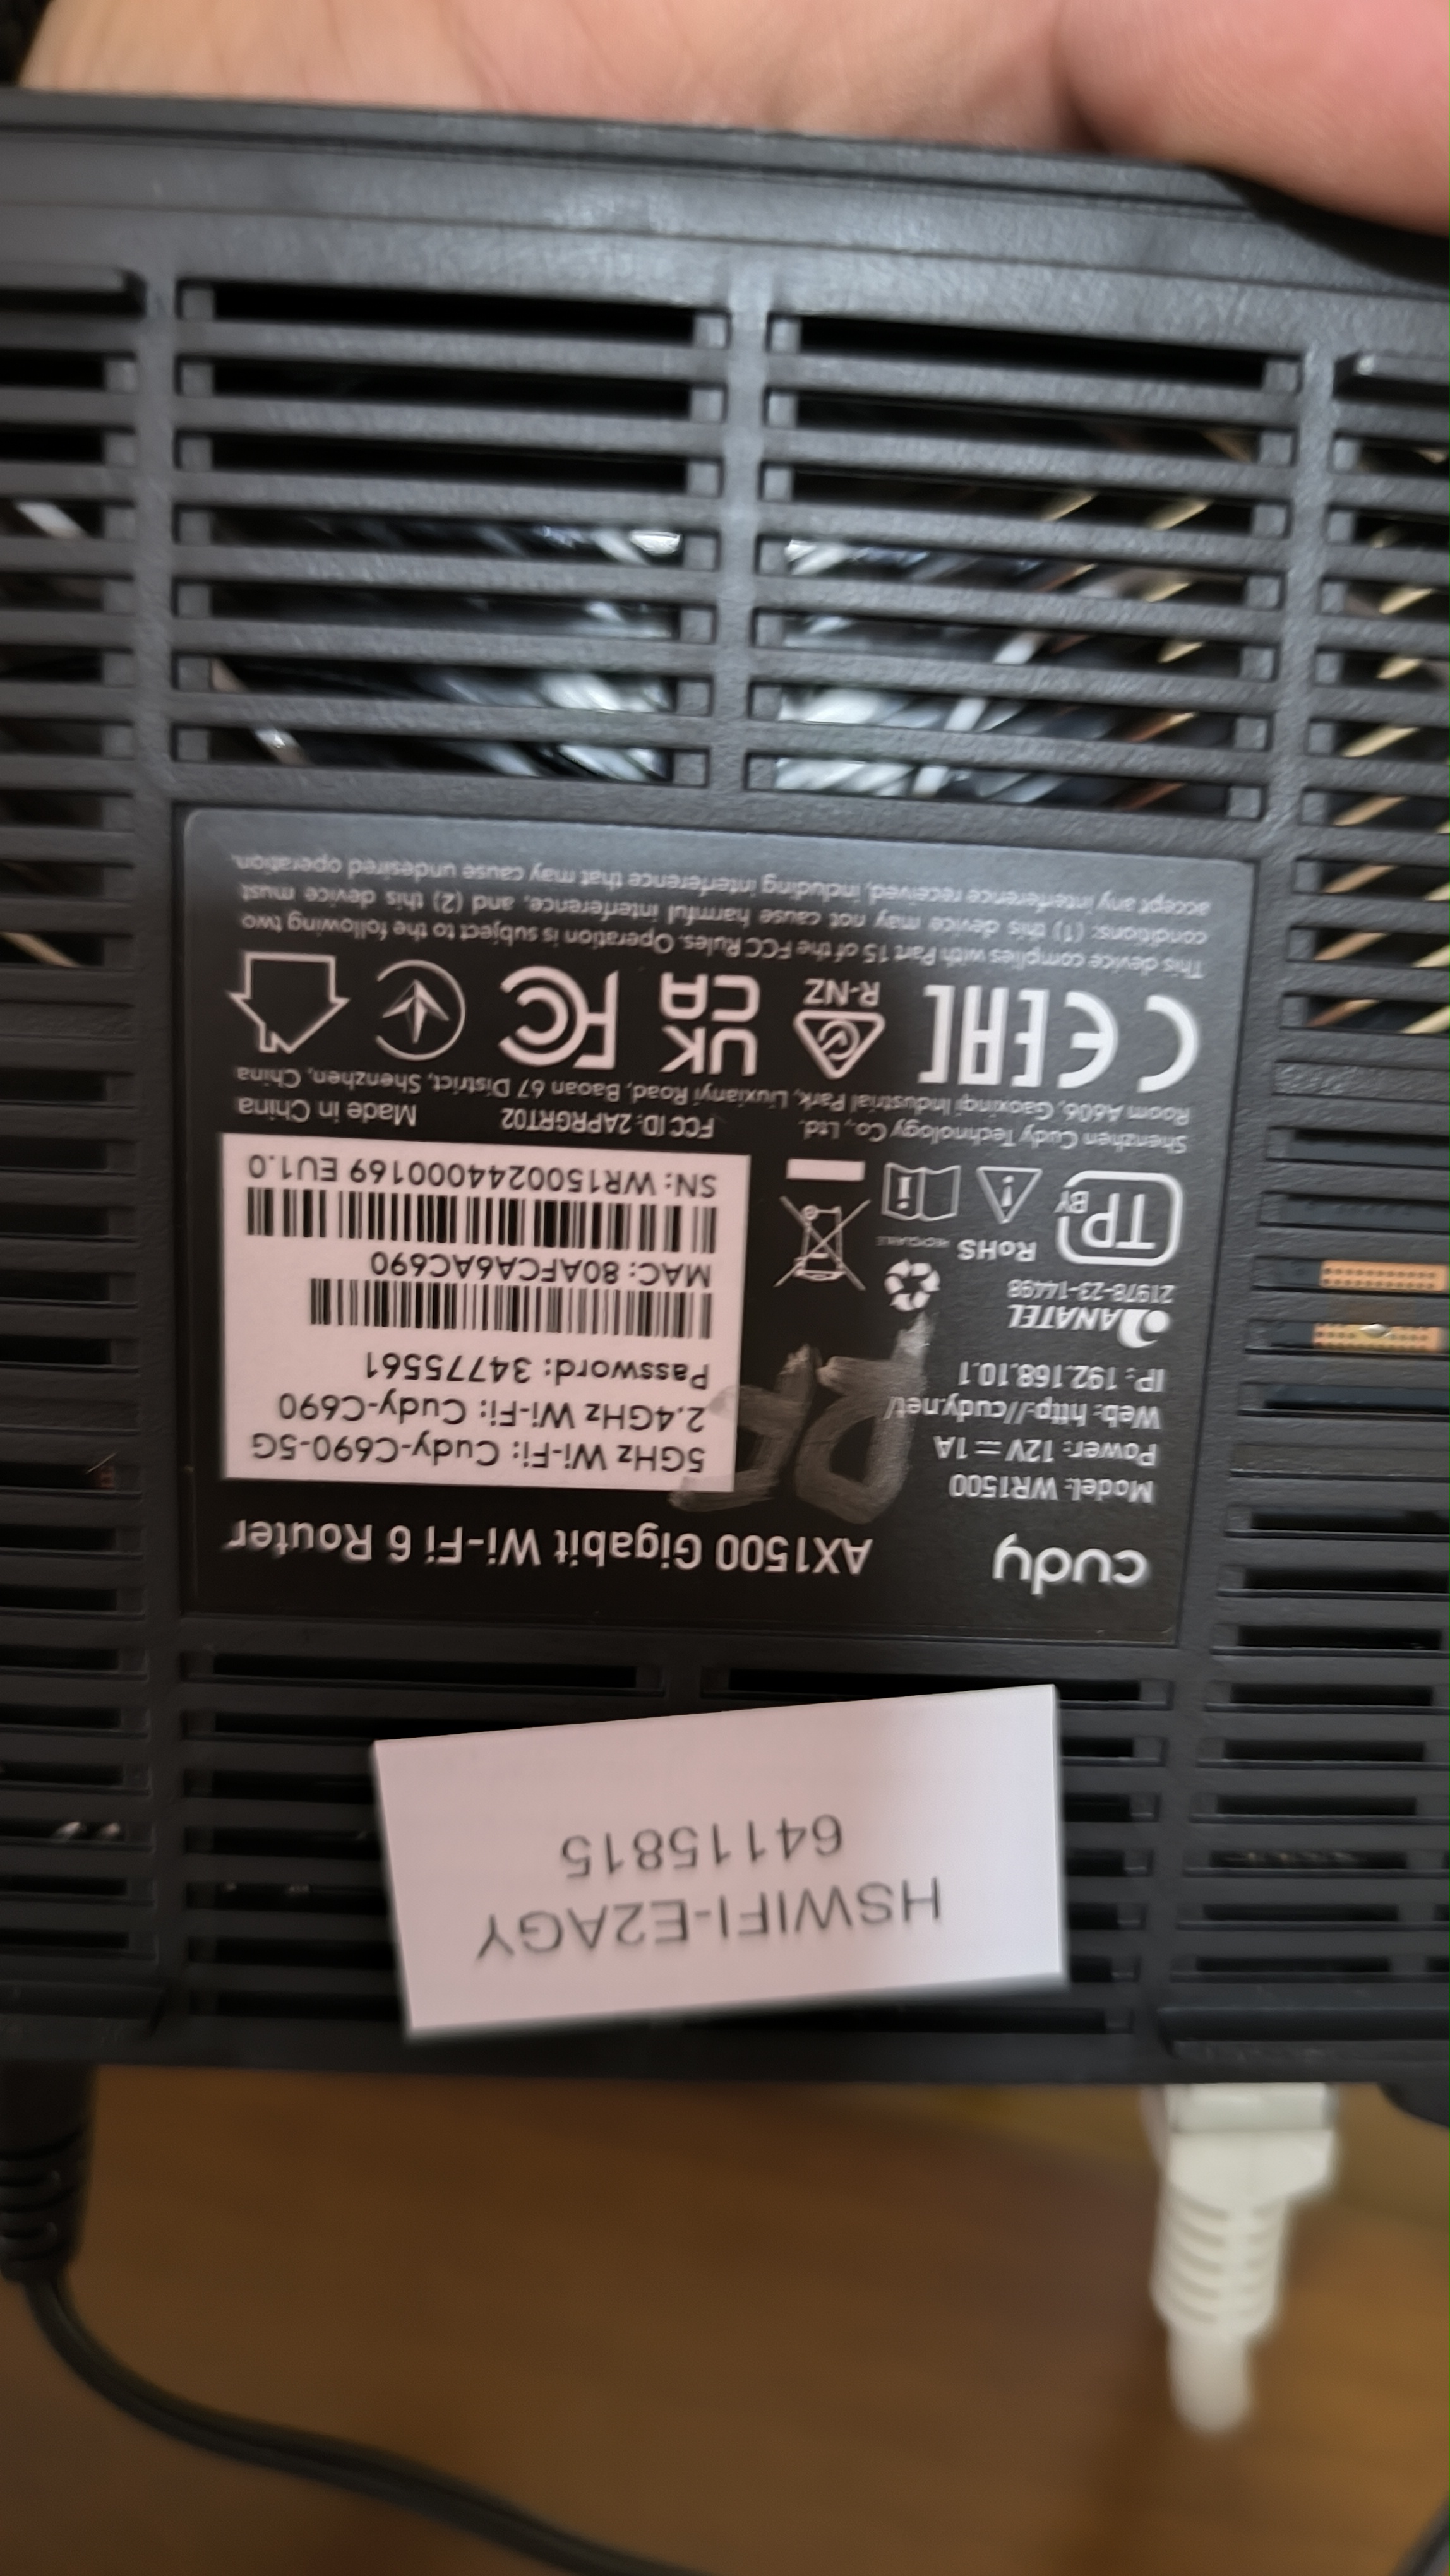 HSWIFI-E2AGY
64115815
cudy
AX1500 Gigabit Wi-Fi 6 Router
Model: WR1500
Power: 12V ⎓ 1A
Web: http://cudy.net/
IP: 192.168.10.1
ANATEL
21978-23-14498
5GHz Wi-Fi: Cudy-C690-5G
2.4GHz Wi-Fi: Cudy-C690
Password: 34775561
MAC: 80AFCA6AC690
SN: WR1500244000169 EU1.0
RoHS
RECYCLABLE
TP BY
Shenzhen Cudy Technology Co., Ltd.
FCC ID: 2APRGRT02
Made in China
Room A606, Gaoxinqi Industrial Park, Liuxianyi Road, Baoan 67 District, Shenzhen, China
CE EAC R-NZ UK CA FC
This device complies with Part 15 of the FCC Rules. Operation is subject to the following two
conditions: (1) this device may not cause harmful interference, and (2) this device must
accept any interference received, including interference that may cause undesired operation.